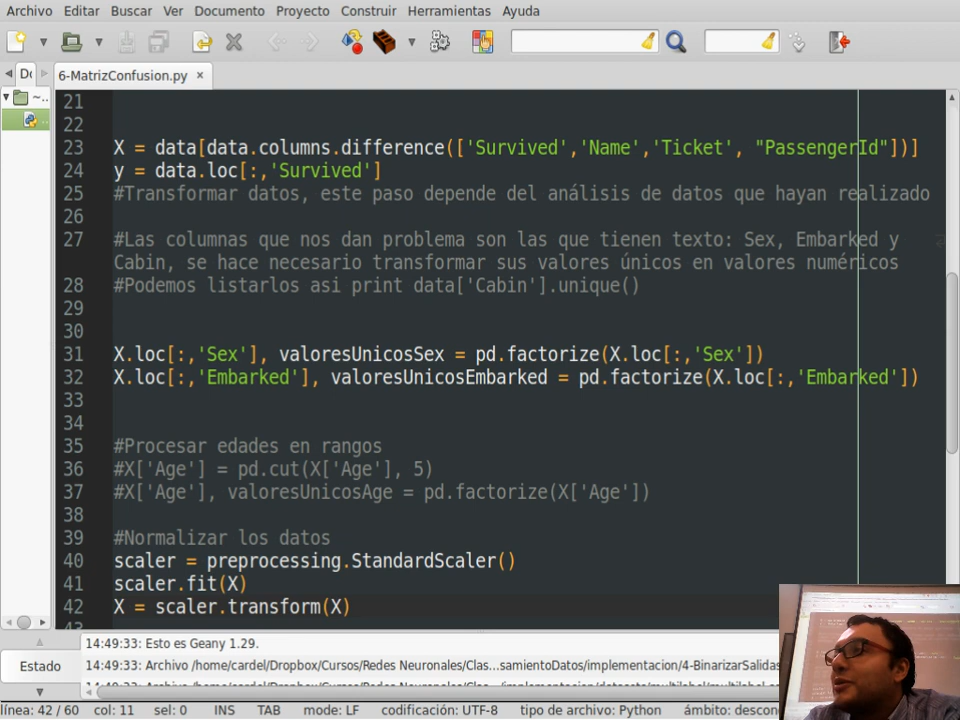 Archivo Editar Buscar Ver Documento Proyecto Construir Herramientas Ayuda
Do
6-MatrizConfusion.py ×
~..
21
22
23 X = data[data.columns.difference(['Survived','Name','Ticket', "PassengerId"])]
24 y = data.loc[:,'Survived']
25 #Transformar datos, este paso depende del análisis de datos que hayan realizado
26
27 #Las columnas que nos dan problema son las que tienen texto: Sex, Embarked y
Cabin, se hace necesario transformar sus valores únicos en valores numéricos
28 #Podemos listarlos asi print data['Cabin'].unique()
29
30
31 X.loc[:,'Sex'], valoresUnicosSex = pd.factorize(X.loc[:,'Sex'])
32 X.loc[:,'Embarked'], valoresUnicosEmbarked = pd.factorize(X.loc[:,'Embarked'])
33
34
35 #Procesar edades en rangos
36 #X['Age'] = pd.cut(X['Age'], 5)
37 #X['Age'], valoresUnicosAge = pd.factorize(X['Age'])
38
39 #Normalizar los datos
40 scaler = preprocessing.StandardScaler()
41 scaler.fit(X)
42 X = scaler.transform(X)
Estado
14:49:33: Esto es Geany 1.29.
14:49:33: Archivo /home/cardel/Dropbox/Cursos/Redes Neuronales/Clas...samientoDatos/implementacion/4-BinarizarSalidas
línea: 42 / 60 col: 11 sel: 0 INS TAB mode: LF codificación: UTF-8 tipo de archivo: Python ámbito: descon